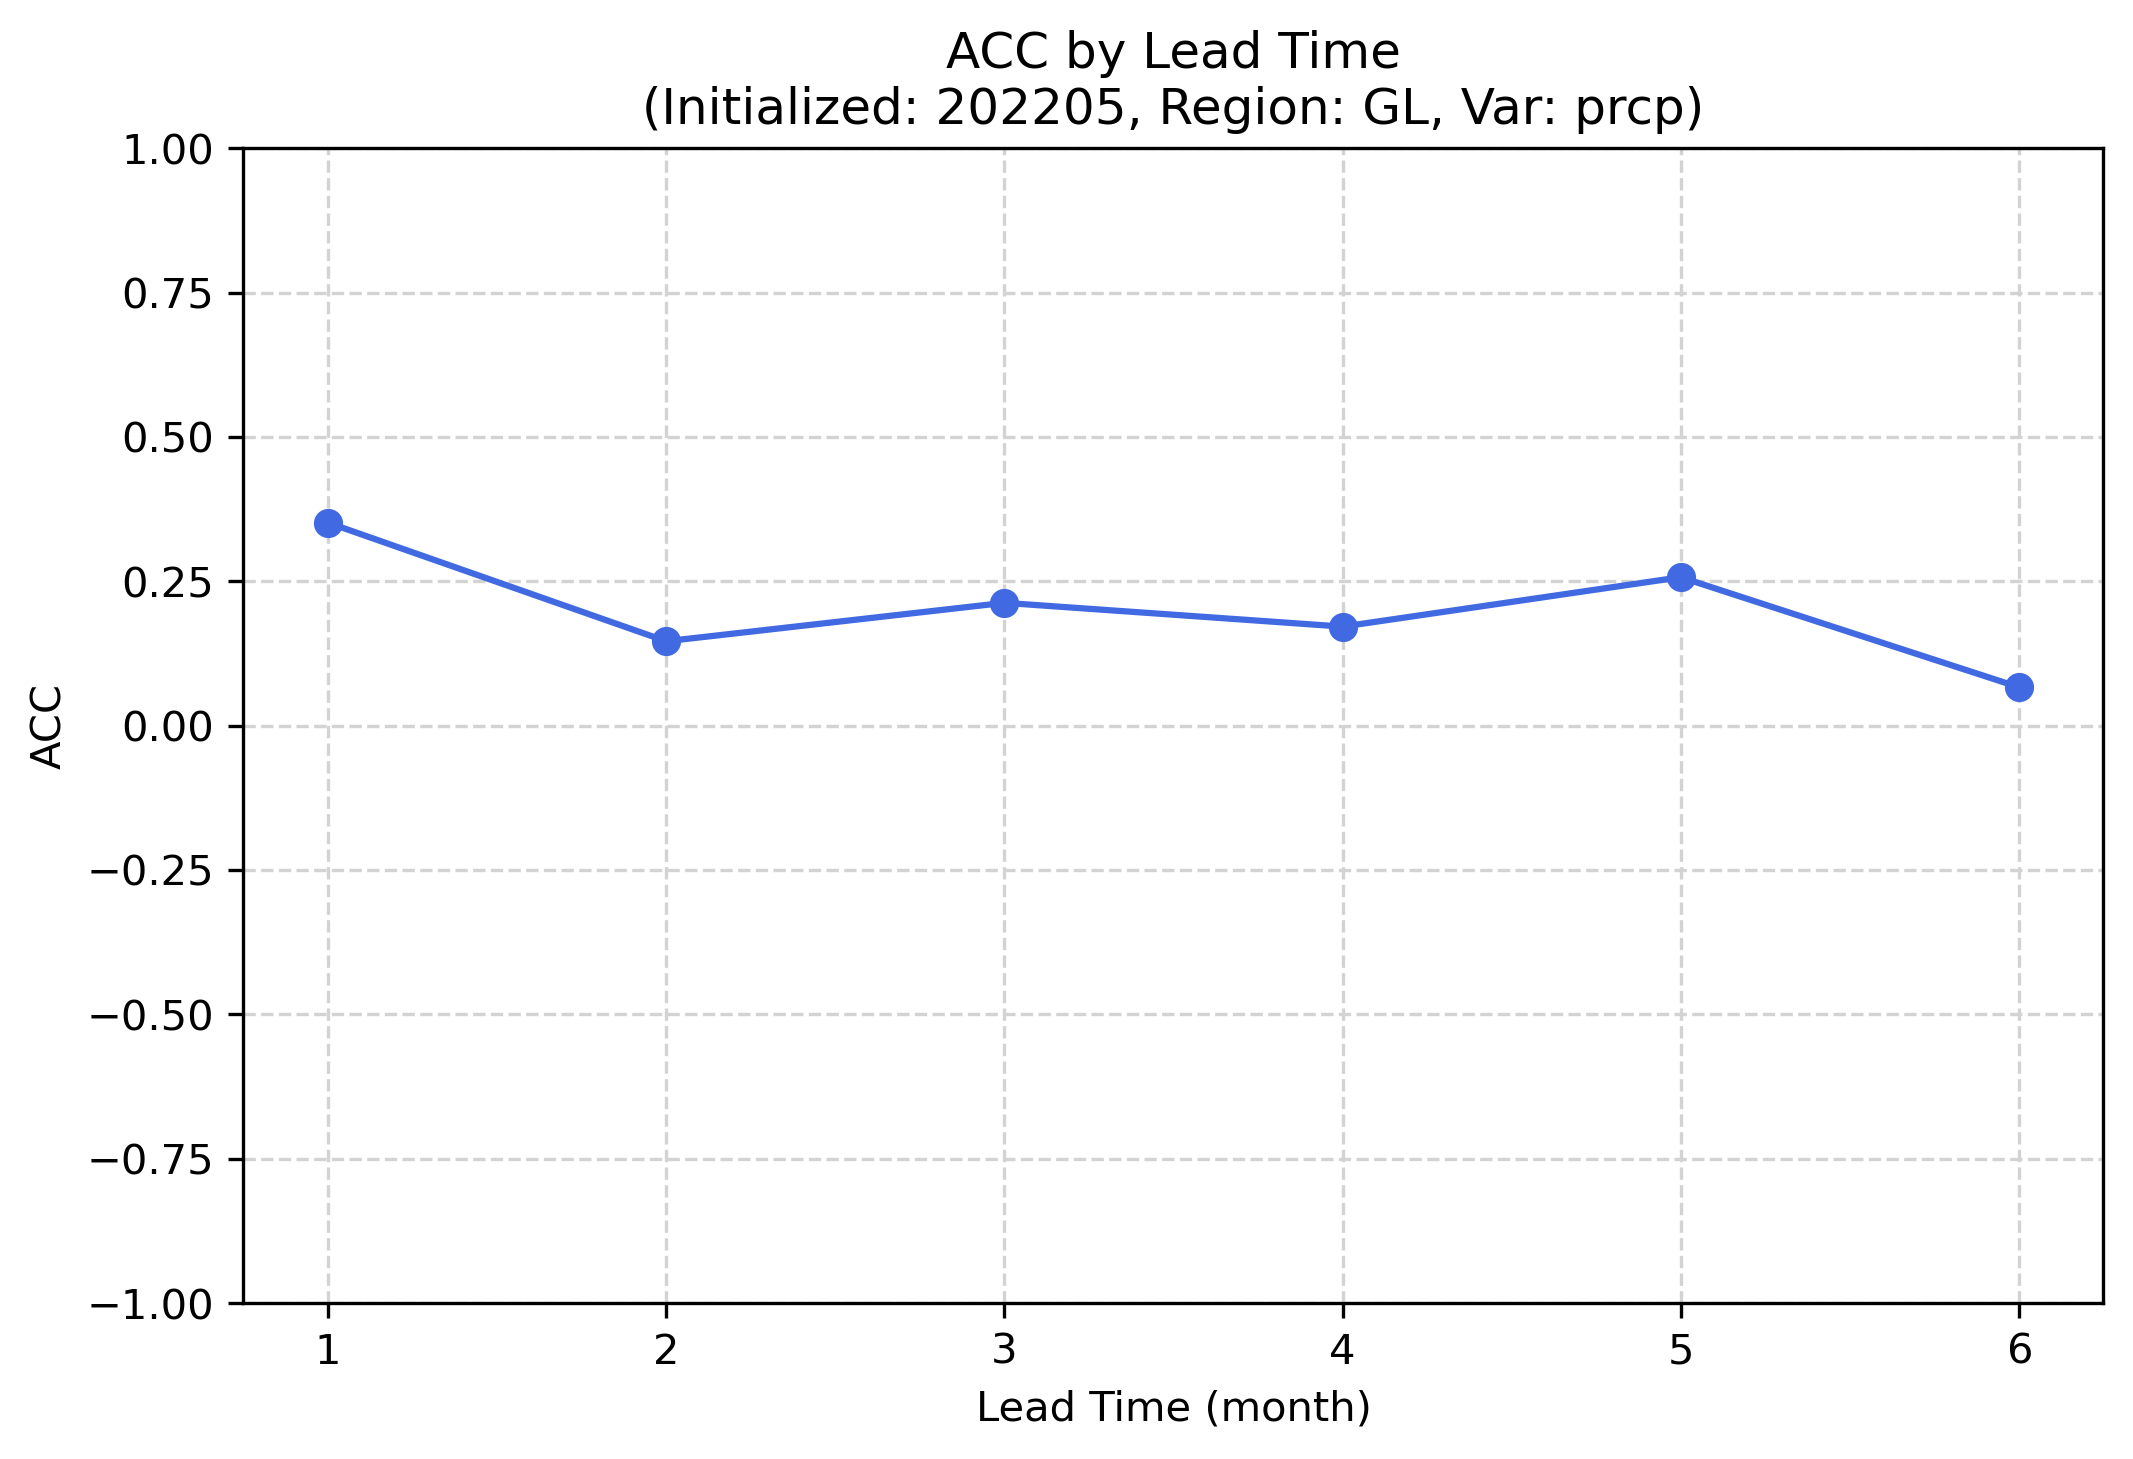 ACC by Lead Time
(Initialized: 202205, Region: GL, Var: prcp)
1.00
0.75
0.50
0.25
0.00
−0.25
−0.50
−0.75
−1.00
ACC
1 2 3 4 5 6
Lead Time (month)